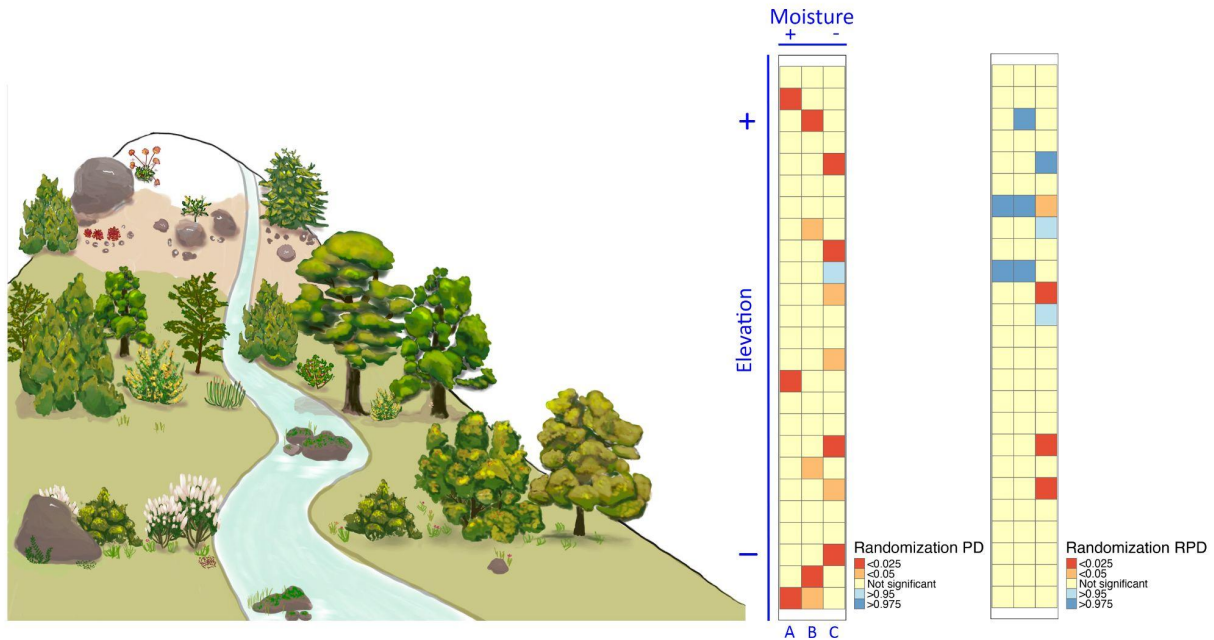 Moisture
+ -
+
Elevation
-
A B C
Randomization PD
<0.025
<0.05
Not significant
>0.95
>0.975
Randomization RPD
<0.025
<0.05
Not significant
>0.95
>0.975